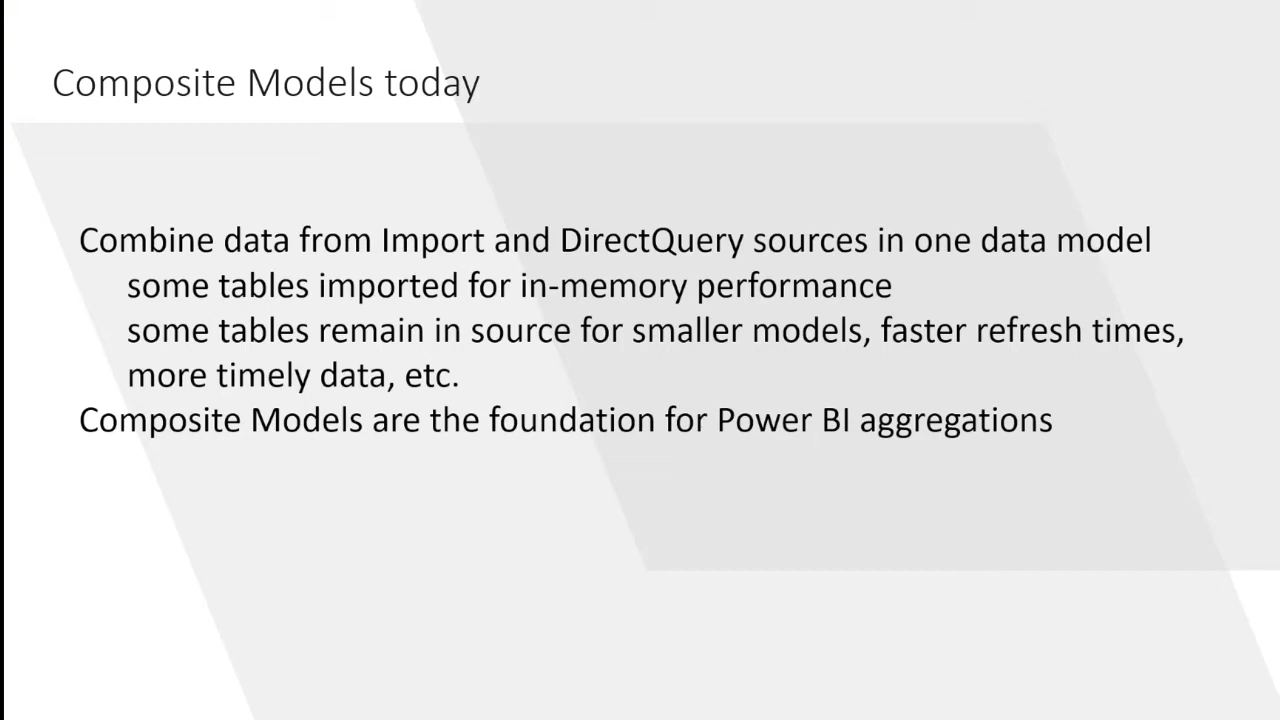 Composite Models today
Combine data from Import and DirectQuery sources in one data model
some tables imported for in-memory performance
some tables remain in source for smaller models, faster refresh times,
more timely data, etc.
Composite Models are the foundation for Power BI aggregations